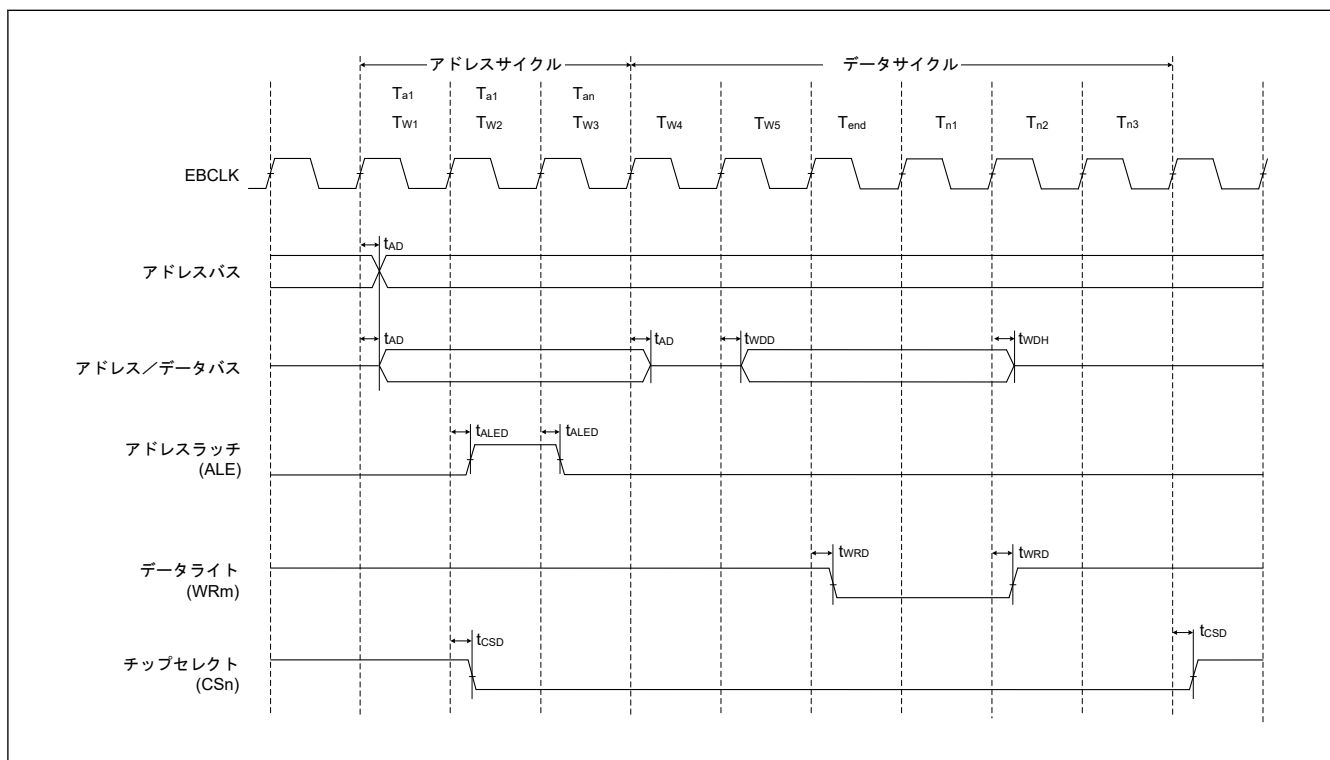 アドレスサイクル データサイクル
Ta1 Ta1 Tan
TW1 TW2 TW3 TW4 TW5 Tend Tn1 Tn2 Tn3
EBCLK
tAD
アドレスバス
tAD tAD tWDD tWDH
アドレス／データバス
tALED tALED
アドレスラッチ
(ALE)
tWRD tWRD
データライト
(WRm)
tCSD tCSD
チップセレクト
(CSn)